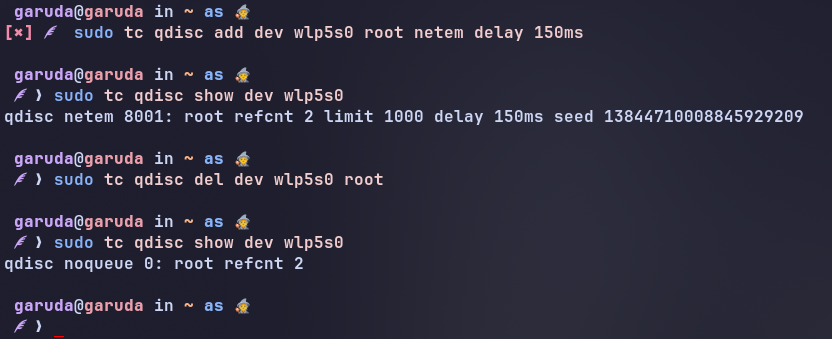 garuda@garuda in ~ as 🧙
[✖] sudo tc qdisc add dev wlp5s0 root netem delay 150ms
garuda@garuda in ~ as 🧙
❯ sudo tc qdisc show dev wlp5s0
qdisc netem 8001: root refcnt 2 limit 1000 delay 150ms seed 13844710008845929209
garuda@garuda in ~ as 🧙
❯ sudo tc qdisc del dev wlp5s0 root
garuda@garuda in ~ as 🧙
❯ sudo tc qdisc show dev wlp5s0
qdisc noqueue 0: root refcnt 2
garuda@garuda in ~ as 🧙
❯